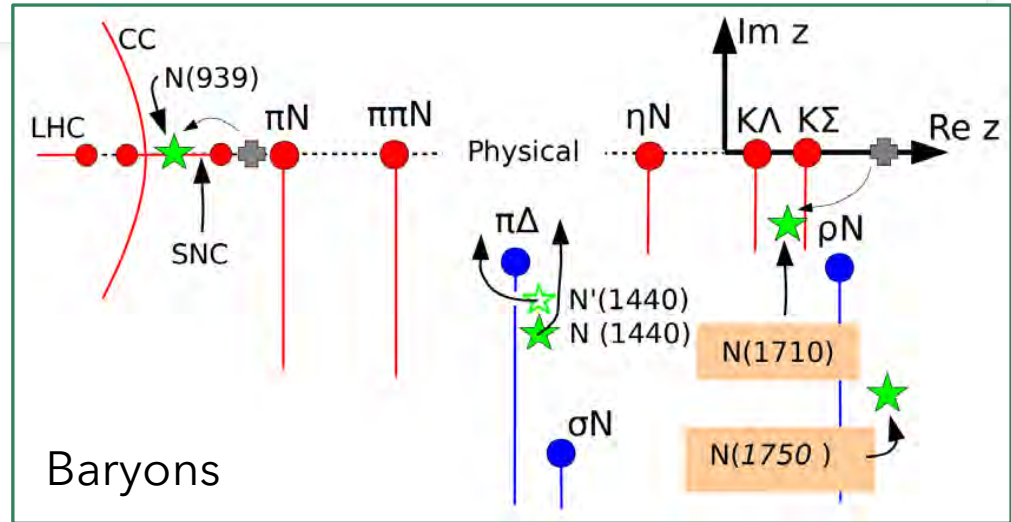 CC
Im z
N(939)
LHC
πN
ππN
Physical
ηN
KΛ
KΣ
Re z
SNC
πΔ
ρN
N'(1440)
N (1440)
N(1710)
σN
N(1750 )
Baryons